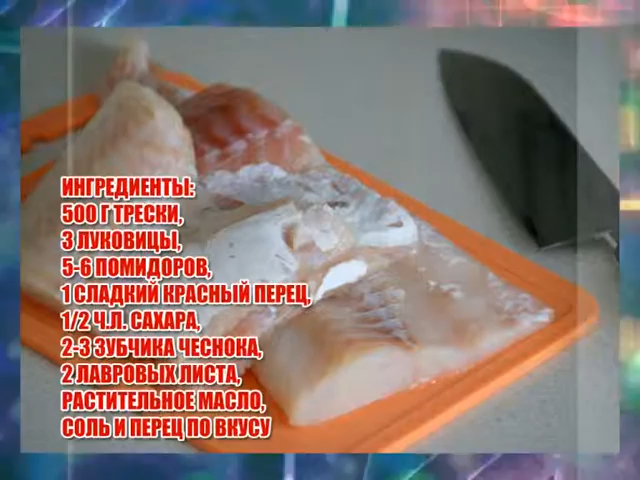 ИНГРЕДИЕНТЫ:
500 Г ТРЕСКИ,
3 ЛУКОВИЦЫ,
5-6 ПОМИДОРОВ,
1 СЛАДКИЙ КРАСНЫЙ ПЕРЕЦ,
1/2 Ч.Л. САХАРА,
2-3 ЗУБЧИКА ЧЕСНОКА,
2 ЛАВРОВЫХ ЛИСТА,
РАСТИТЕЛЬНОЕ МАСЛО,
СОЛЬ И ПЕРЕЦ ПО ВКУСУ